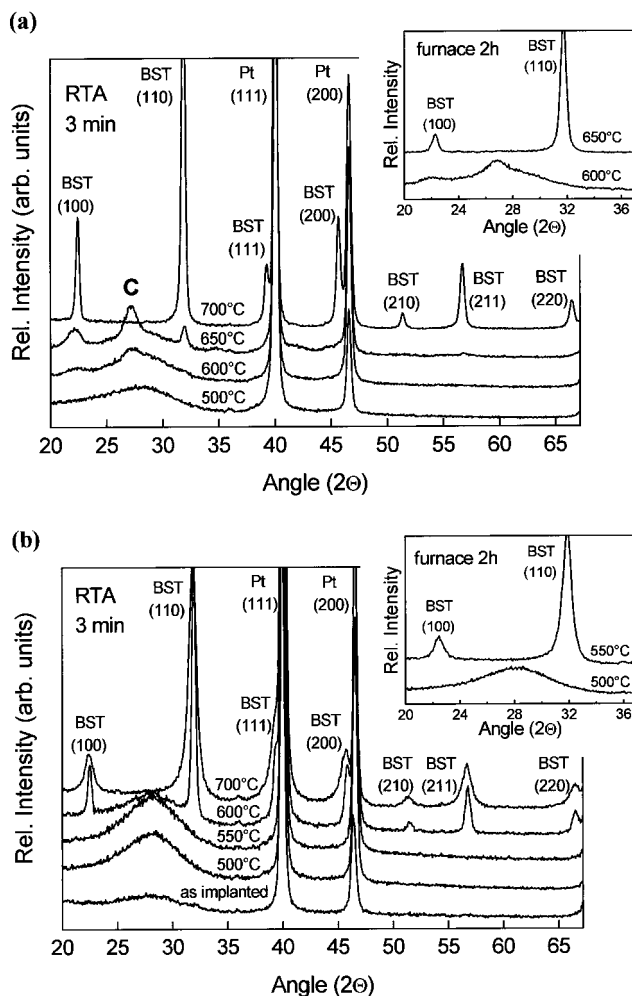 (a)
RTA
3 min
BST
(100)
C
BST
(110)
Pt
(111)
BST
(111)
Pt
(200)
BST
(200)
BST
(210)
BST
(211)
BST
(220)
700°C
650°C
600°C
500°C
Rel. Intensity (arb. units)
20 25 30 35 40 45 50 55 60 65
Angle (2Θ)
furnace 2h
BST
(110)
BST
(100)
650°C
600°C
Rel. Intensity
20 24 28 32 36
Angle (2Θ)
(b)
RTA
3 min
BST
(100)
BST
(110)
Pt
(111)
BST
(111)
Pt
(200)
BST
(200)
BST
(210)
BST
(211)
BST
(220)
700°C
600°C
550°C
500°C
as implanted
Rel. Intensity (arb. units)
20 25 30 35 40 45 50 55 60 65
Angle (2Θ)
furnace 2h
BST
(110)
BST
(100)
550°C
500°C
Rel. Intensity
20 24 28 32 36
Angle (2Θ)